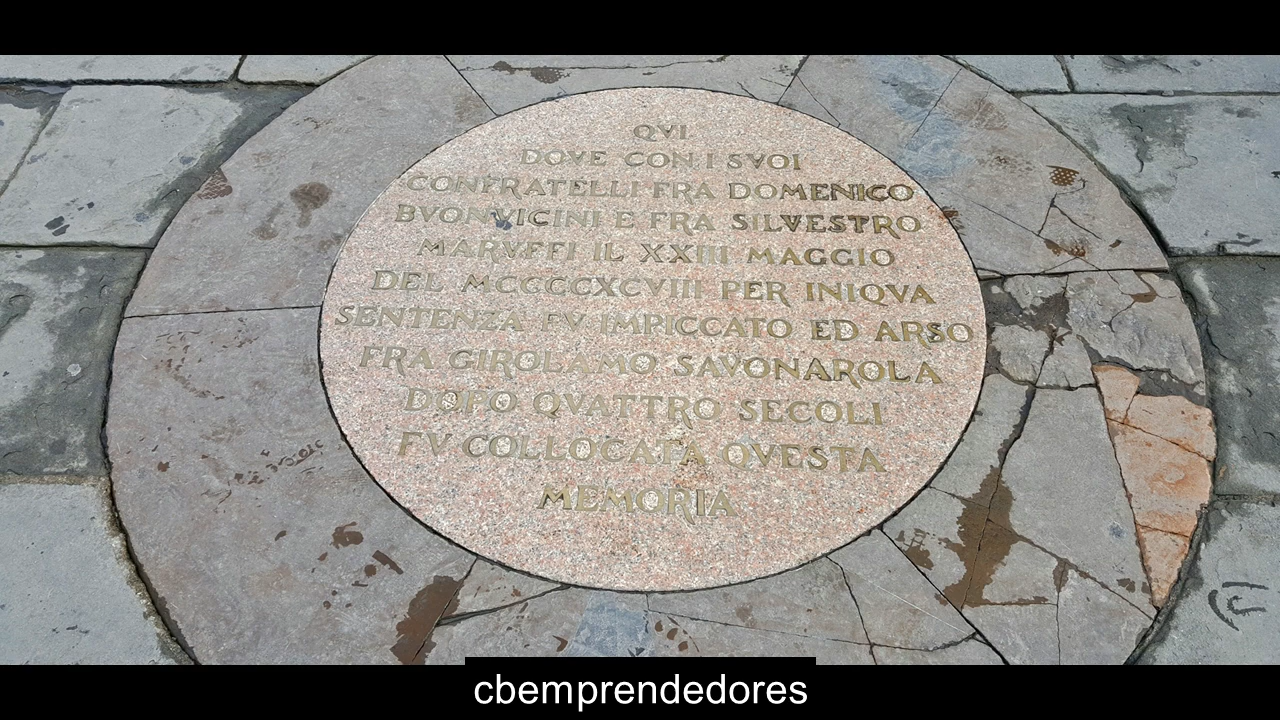 QVI
DOVE CON I SVOI
CONFRATELLI FRA DOMENICO
BVONVICINI E FRA SILVESTRO
MARVFFI IL XXIII MAGGIO
DEL MCCCCXCVIII PER INIQVA
SENTENZA FV IMPICCATO ED ARSO
FRA GIROLAMO SAVONAROLA
DOPO QVATTRO SECOLI
FV COLLOCATA QVESTA
MEMORIA
cbemprendedores